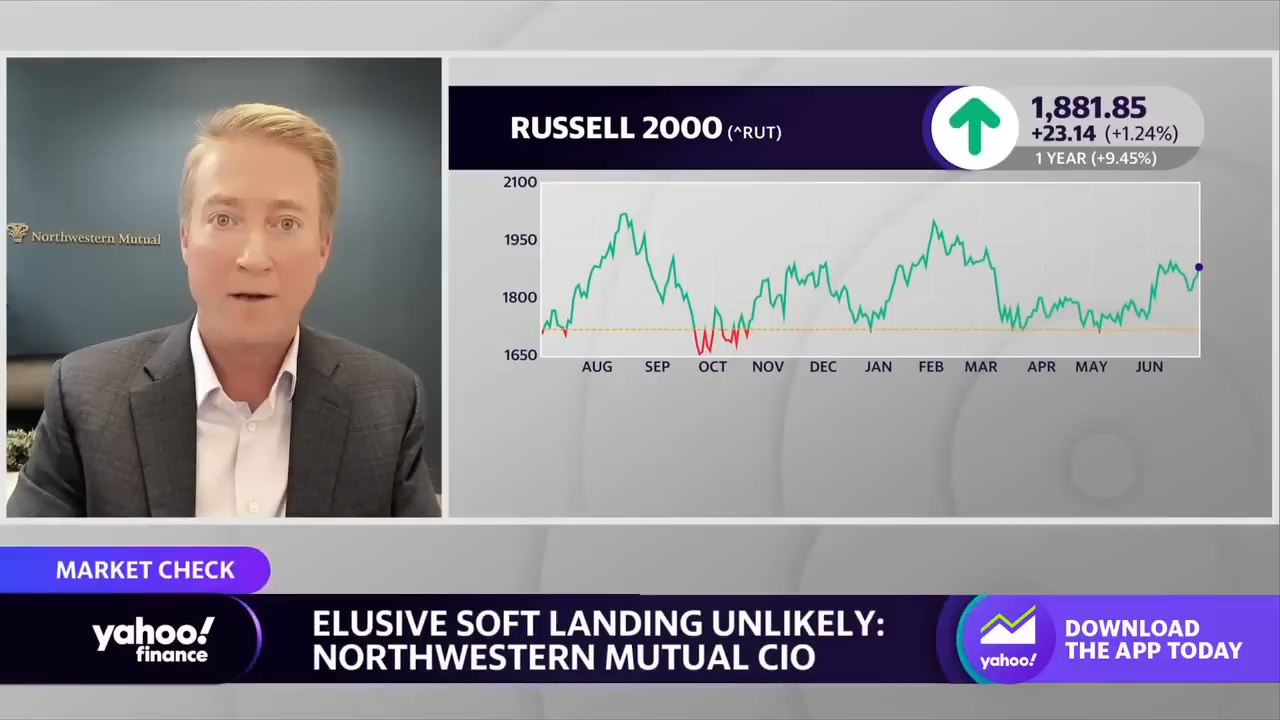 Northwestern Mutual
RUSSELL 2000 (^RUT)
1,881.85
+23.14 (+1.24%)
1 YEAR (+9.45%)
2100
1950
1800
1650
AUG SEP OCT NOV DEC JAN FEB MAR APR MAY JUN
MARKET CHECK
yahoo!
finance
ELUSIVE SOFT LANDING UNLIKELY:
NORTHWESTERN MUTUAL CIO
yahoo!
DOWNLOAD
THE APP TODAY